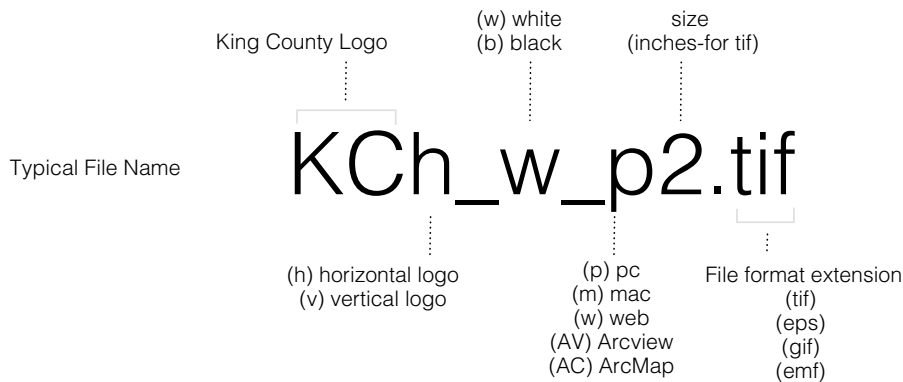 King County Logo
(w) white
(b) black
size
(inches-for tif)
Typical File Name
KCh_w_p2.tif
(h) horizontal logo
(v) vertical logo
(p) pc
(m) mac
(w) web
(AV) Arcview
(AC) ArcMap
File format extension
(tif)
(eps)
(gif)
(emf)